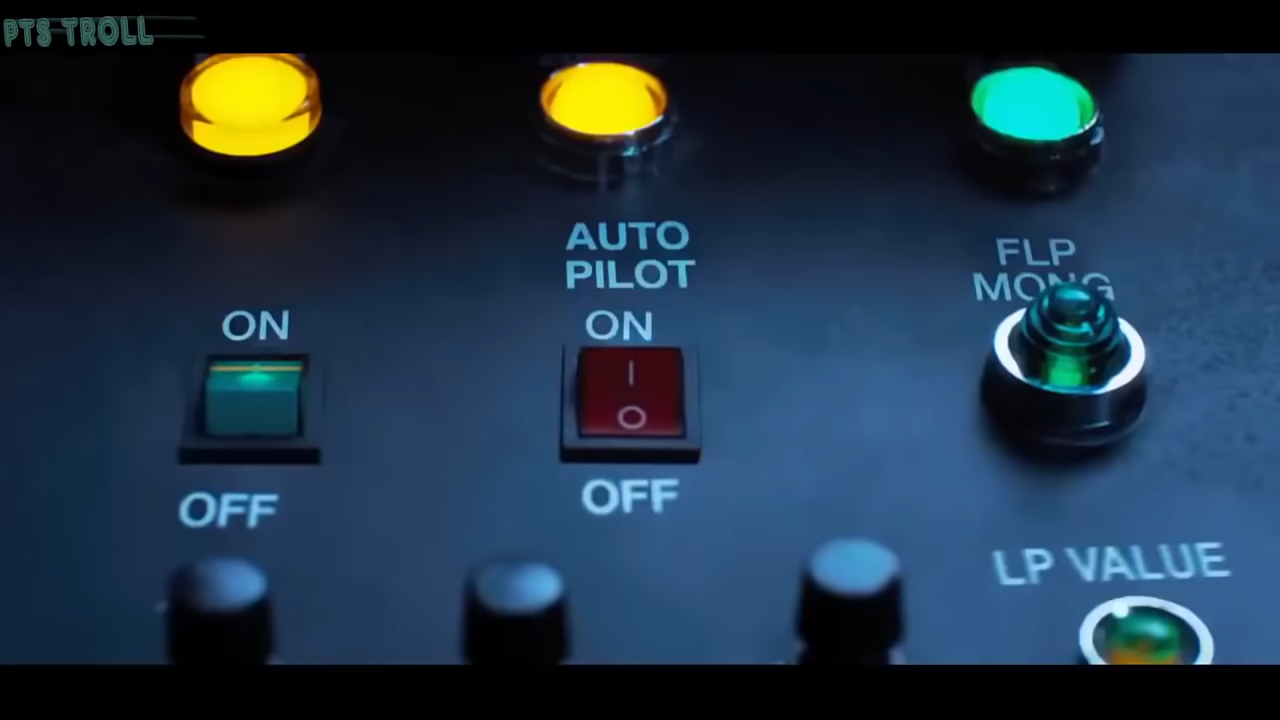 PTS TROLL
AUTO
PILOT
FLP
MONG
ON
ON
I
O
OFF
OFF
LP VALUE